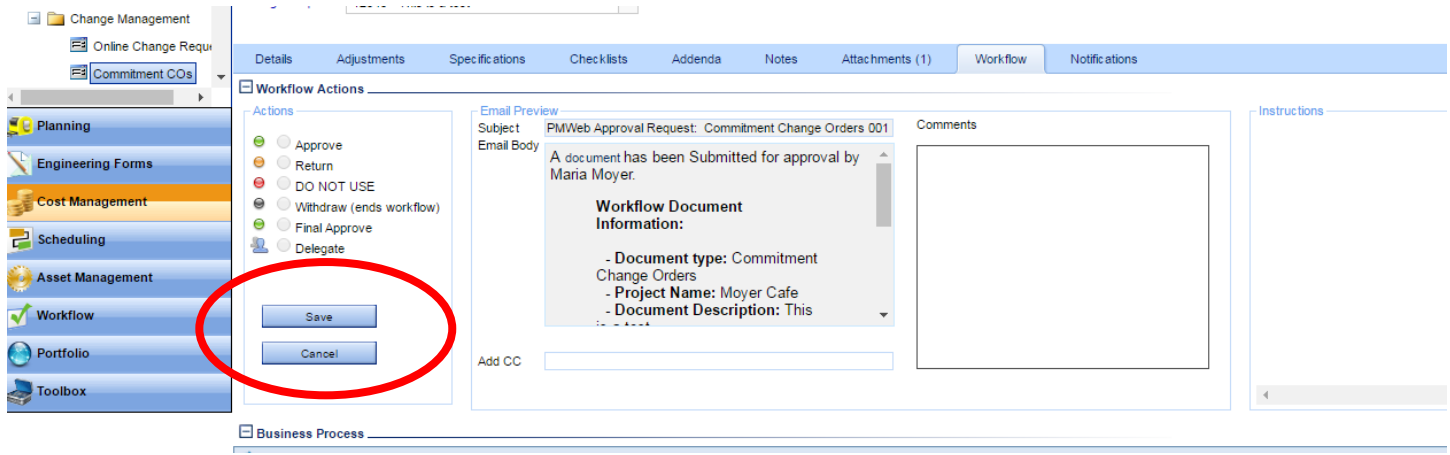 Change Management
Online Change Reque
Commitment COs
Planning
Engineering Forms
Cost Management
Scheduling
Asset Management
Workflow
Portfolio
Toolbox
Details Adjustments Specifications Checklists Addenda Notes Attachments (1) Workflow Notifications
Workflow Actions
Actions
Approve
Return
DO NOT USE
Withdraw (ends workflow)
Final Approve
Delegate
Save
Cancel
Email Preview
Subject PMWeb Approval Request: Commitment Change Orders 001
Email Body
A document has been Submitted for approval by
Maria Moyer.
Workflow Document
Information:
- Document type: Commitment
Change Orders
- Project Name: Moyer Cafe
- Document Description: This
is a test
Add CC
Comments
Instructions
Business Process